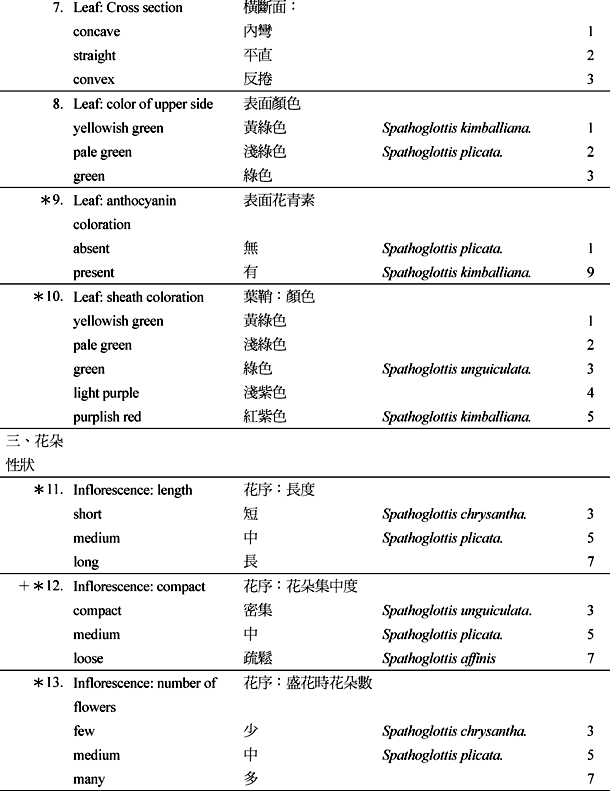 7. Leaf: Cross section 橫斷面：
concave 內彎 1
straight 平直 2
convex 反捲 3
8. Leaf: color of upper side 表面顏色
yellowish green 黃綠色 Spathoglottis kimballiana. 1
pale green 淺綠色 Spathoglottis plicata. 2
green 綠色 3
＊9. Leaf: anthocyanin 表面花青素
coloration
absent 無 Spathoglottis plicata. 1
present 有 Spathoglottis kimballiana. 9
＊10. Leaf: sheath coloration 葉鞘：顏色
yellowish green 黃綠色 1
pale green 淺綠色 2
green 綠色 Spathoglottis unguiculata. 3
light purple 淺紫色 4
purplish red 紅紫色 Spathoglottis kimballiana. 5
三、花朵
性狀
＊11. Inflorescence: length 花序：長度
short 短 Spathoglottis chrysantha. 3
medium 中 Spathoglottis plicata. 5
long 長 7
＋＊12. Inflorescence: compact 花序：花朵集中度
compact 密集 Spathoglottis unguiculata. 3
medium 中 Spathoglottis plicata. 5
loose 疏鬆 Spathoglottis affinis 7
＊13. Inflorescence: number of 花序：盛花時花朵數
flowers
few 少 Spathoglottis chrysantha. 3
medium 中 Spathoglottis plicata. 5
many 多 7